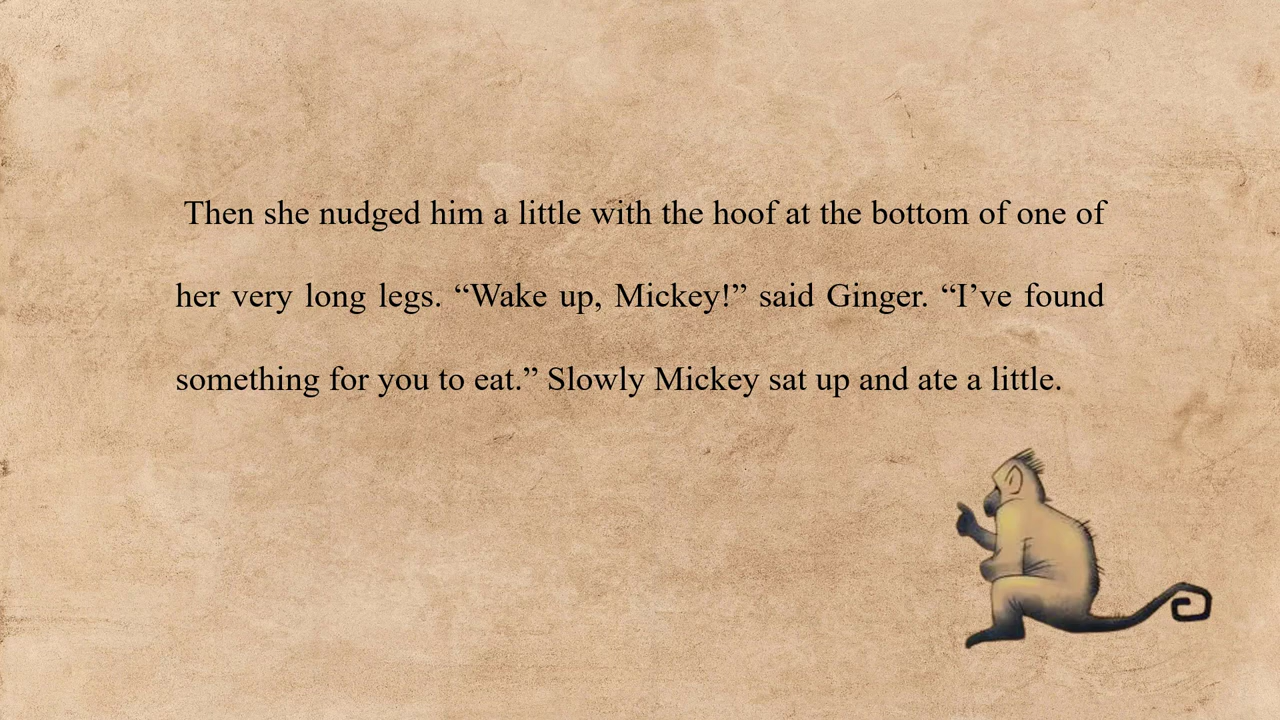 Then she nudged him a little with the hoof at the bottom of one of
her very long legs. “Wake up, Mickey!” said Ginger. “I’ve found
something for you to eat.” Slowly Mickey sat up and ate a little.